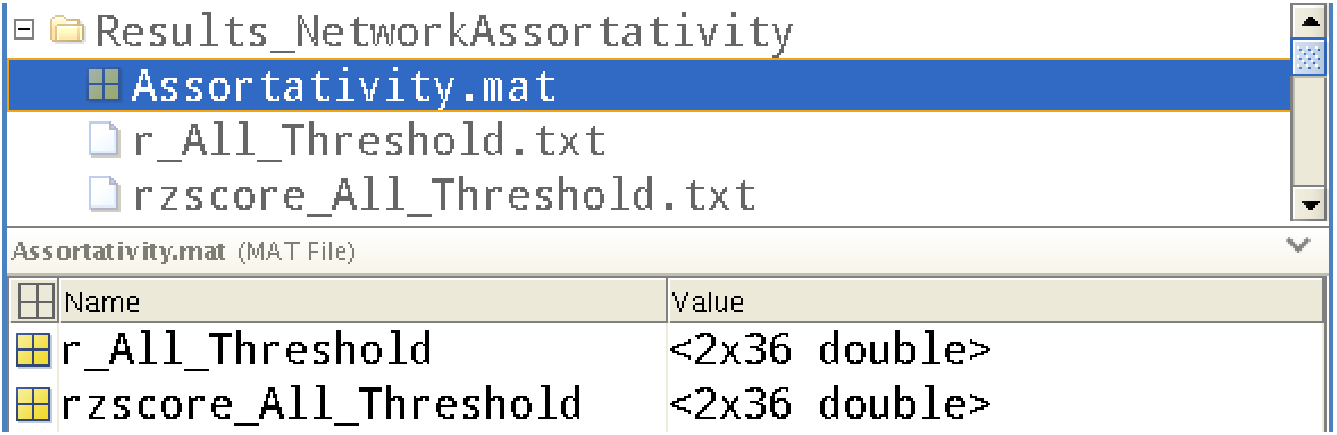 Results_NetworkAssortativity
Assortativity.mat
r_All_Threshold.txt
rzscore_All_Threshold.txt
Assortativity.mat (MAT File)
Name Value
r_All_Threshold <2x36 double>
rzscore_All_Threshold <2x36 double>